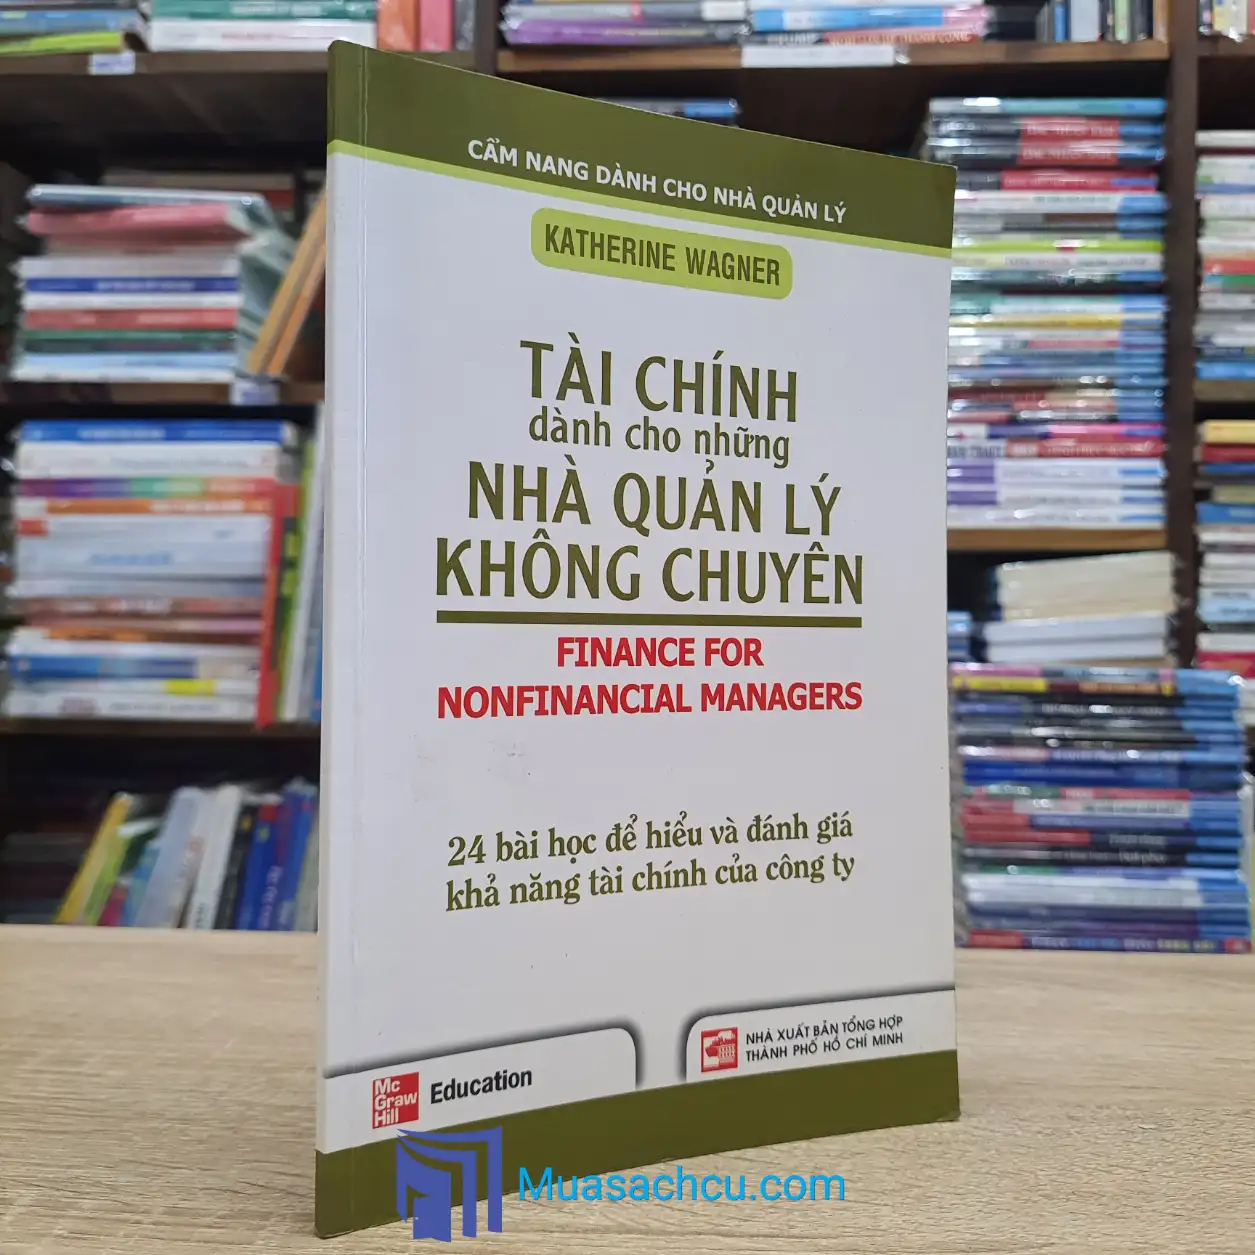 CẨM NANG DÀNH CHO NHÀ QUẢN LÝ
KATHERINE WAGNER
TÀI CHÍNH
dành cho những
NHÀ QUẢN LÝ
KHÔNG CHUYÊN
FINANCE FOR
NONFINANCIAL MANAGERS
24 bài học để hiểu và đánh giá
khả năng tài chính của công ty
Mc
Graw
Hill
Education
NHÀ XUẤT BẢN TỔNG HỢP
THÀNH PHỐ HỒ CHÍ MINH
Muasachcu.com